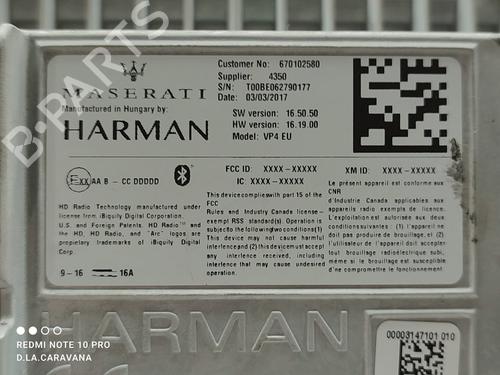 B-PARTS
MASERATI
Manufactured in Hungary by:
HARMAN
Customer No: 670102580
Supplier: 4350
S/N: T00BE062790177
Date: 03/03/2017
SW version: 16.50.50
HW version: 16.19.00
Model: VP4 EU
E XX AA B - CC DDDDD
HD Radio Technology manufactured under
license from iBiquity Digital Corporation.
U.S. and Foreign Patents. HD Radio™ and
the HD, HD Radio, and "Arc" logos are
proprietary trademarks of iBiquity Digital
Corp.
9 - 16 16A
FCC ID: XXXX - XXXXX
IC: XXXX - XXXXX
This device complies with part 15 of the
FCC
Rules and Industry Canada license -
exempt RSS standard(s). Operation is
subject to the following two conditions(1)
This device may not cause harmful
interference and (2) this device must accept
any interference received, including
interference that may cause undesired
operation.
XM ID: XXXX - XXXXX
Le présent appareil est conforme aux
CNR
d'Industrie Canada applicables aux
appareils radio exempts de licence.
L'exploitation est autorisée aux deux
conditions suivantes: (1) l'appareil ne
doit pas produire de brouillage, et (2)
l'utilisateur de l'appareil doit accepter
tout brouillage radioélectrique subi,
même si le brouillage est susceptible
d'en compromettre le fonctionnement.
HARMAN
00003147101 010
REDMI NOTE 10 PRO
D.LA.CARAVANA